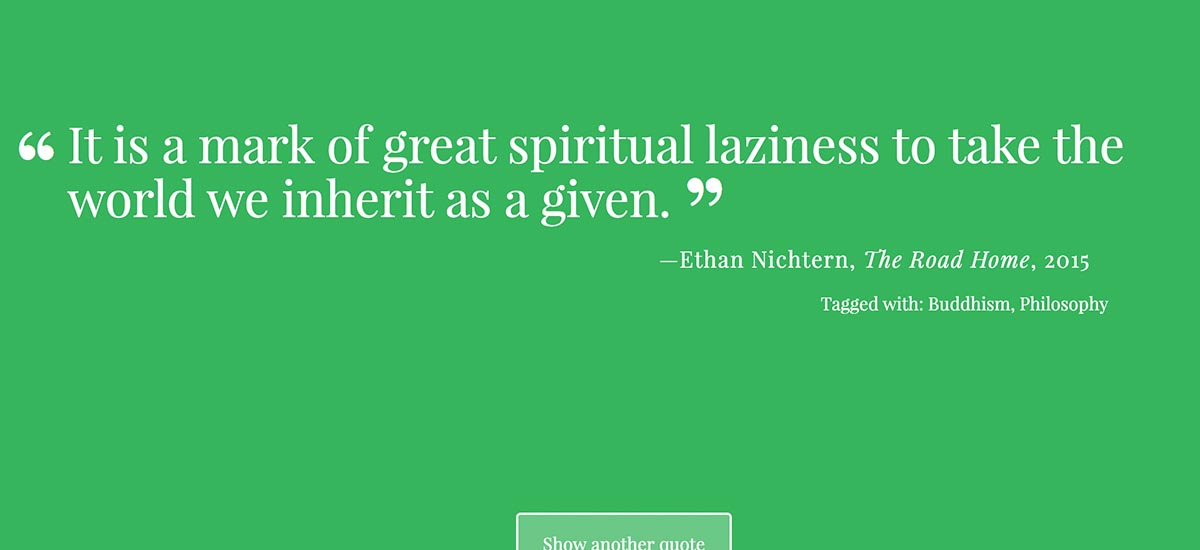 “ It is a mark of great spiritual laziness to take the
world we inherit as a given. ”
—Ethan Nichtern, The Road Home, 2015
Tagged with: Buddhism, Philosophy
Show another quote